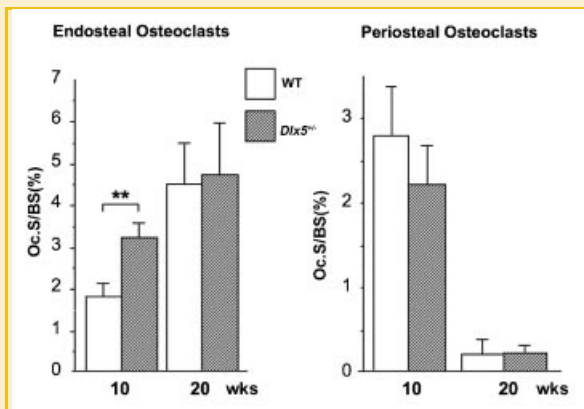 Endosteal Osteoclasts
Periosteal Osteoclasts
WT
Dlx5+/-
Oc.S/BS(%)
7
6
5
4
3
2
1
0
**
10 20 wks
Oc.S/BS(%)
3
2
1
0
10 20 wks